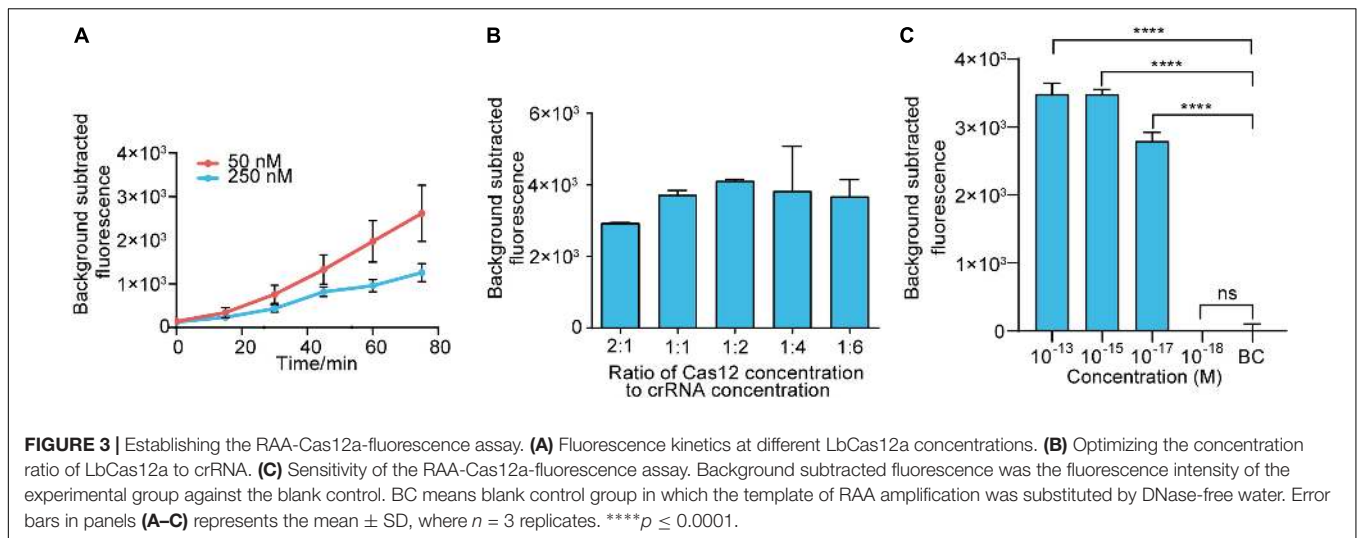 A
Background subtracted
fluorescence
4×10³
3×10³
2×10³
1×10³
0
50 nM
250 nM
0 20 40 60 80
Time/min
B
Background subtracted
fluorescence
6×10³
4×10³
2×10³
0
2:1 1:1 1:2 1:4 1:6
Ratio of Cas12 concentration
to crRNA concentration
C
Background subtracted
fluorescence
4×10³
3×10³
2×10³
1×10³
0
****
****
****
ns
10⁻¹³ 10⁻¹⁵ 10⁻¹⁷ 10⁻¹⁸ BC
Concentration (M)
FIGURE 3 | Establishing the RAA-Cas12a-fluorescence assay. (A) Fluorescence kinetics at different LbCas12a concentrations. (B) Optimizing the concentration
ratio of LbCas12a to crRNA. (C) Sensitivity of the RAA-Cas12a-fluorescence assay. Background subtracted fluorescence was the fluorescence intensity of the
experimental group against the blank control. BC means blank control group in which the template of RAA amplification was substituted by DNase-free water. Error
bars in panels (A–C) represents the mean ± SD, where n = 3 replicates. ****p ≤ 0.0001.